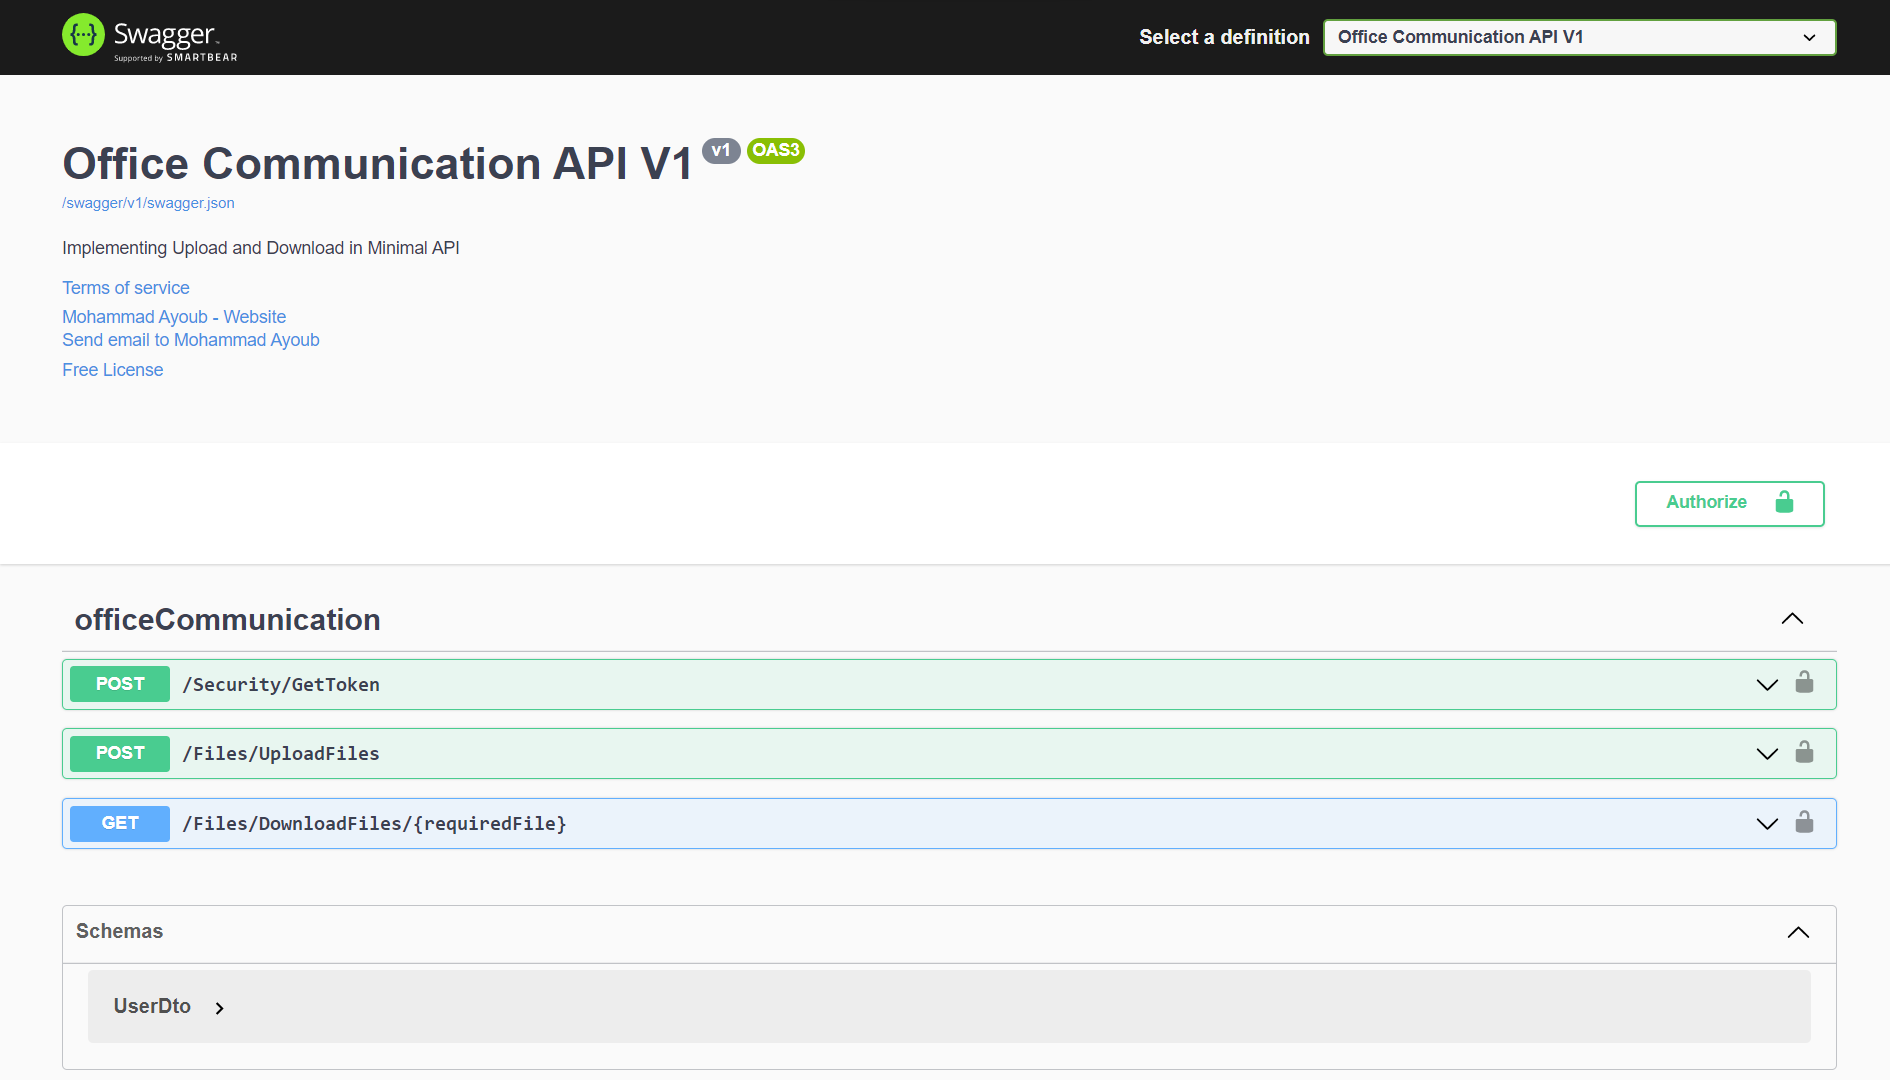 {···} Swagger™
Supported by SMARTBEAR
Select a definition
Office Communication API V1
Office Communication API V1 v1 OAS3
/swagger/v1/swagger.json
Implementing Upload and Download in Minimal API
Terms of service
Mohammad Ayoub - Website
Send email to Mohammad Ayoub
Free License
Authorize
officeCommunication
POST /Security/GetToken
POST /Files/UploadFiles
GET /Files/DownloadFiles/{requiredFile}
Schemas
UserDto